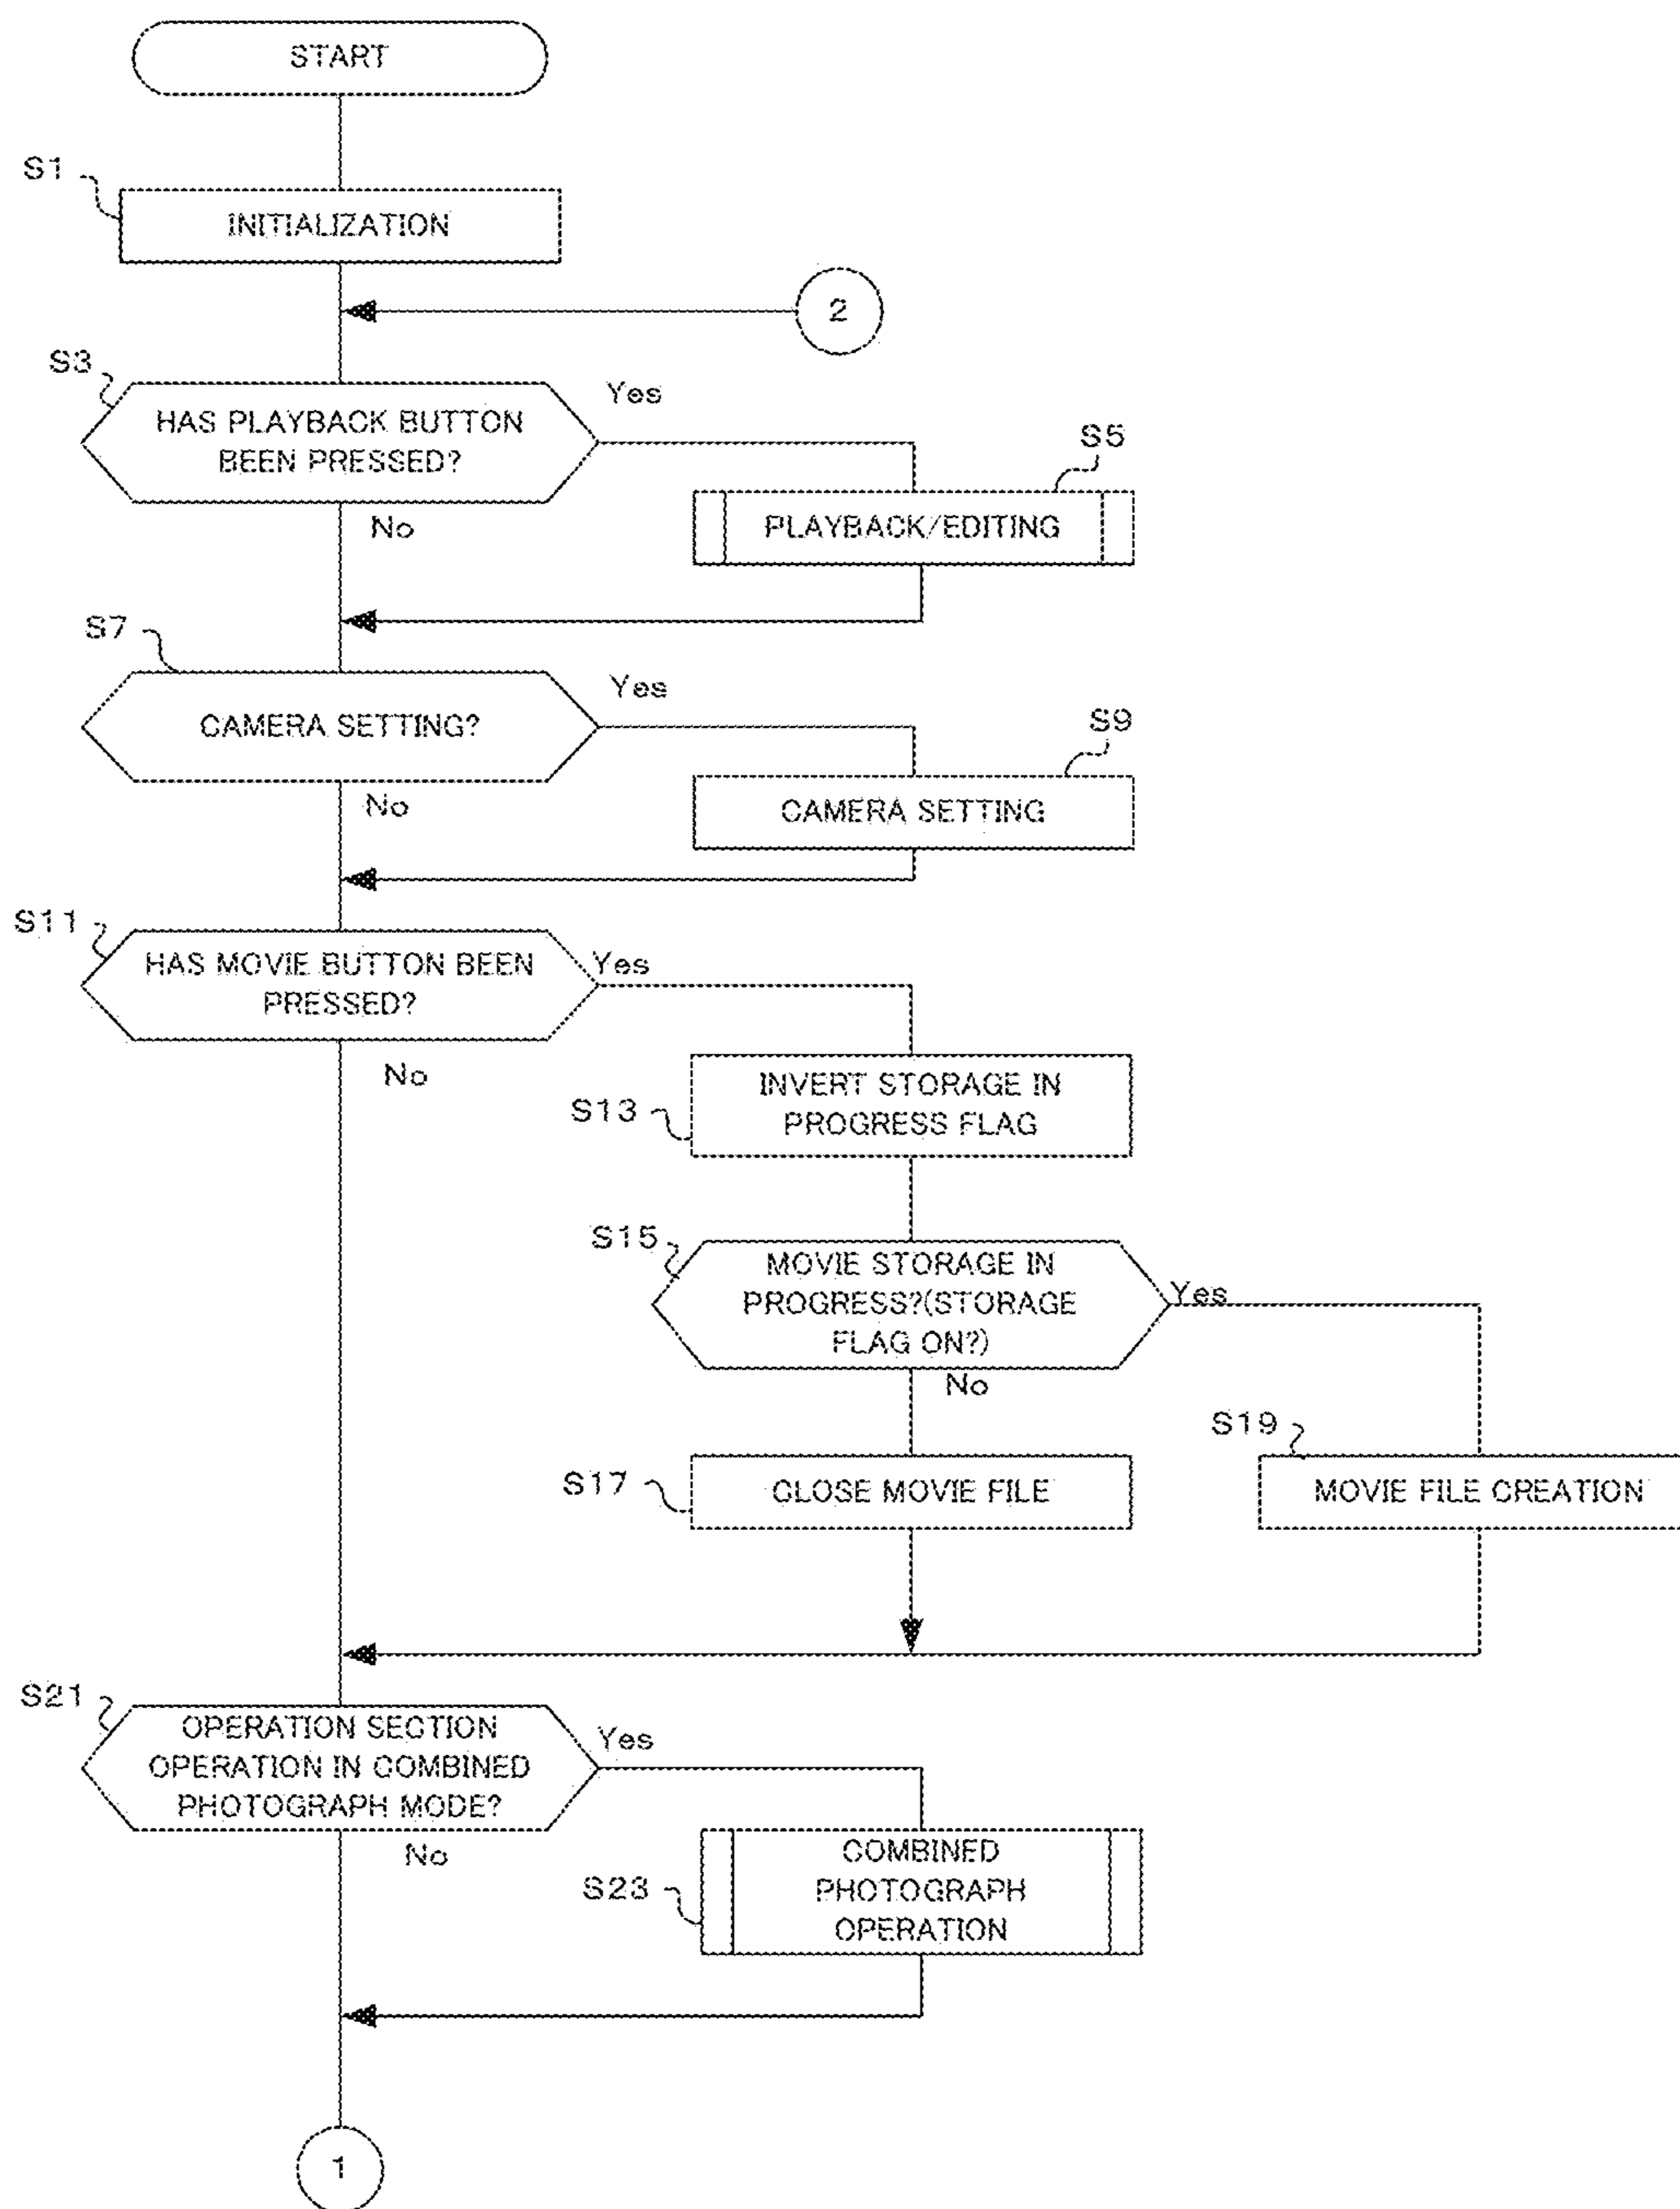 START
S1
INITIALIZATION
2
S3
HAS PLAYBACK BUTTON
BEEN PRESSED?
Yes
No
S5
PLAYBACK/EDITING
S7
CAMERA SETTING?
Yes
No
S9
CAMERA SETTING
S11
HAS MOVIE BUTTON BEEN
PRESSED?
Yes
No
S13
INVERT STORAGE IN
PROGRESS FLAG
S15
MOVIE STORAGE IN
PROGRESS?(STORAGE
FLAG ON?)
Yes
No
S17
CLOSE MOVIE FILE
S19
MOVIE FILE CREATION
S21
OPERATION SECTION
OPERATION IN COMBINED
PHOTOGRAPH MODE?
Yes
No
S23
COMBINED
PHOTOGRAPH
OPERATION
1